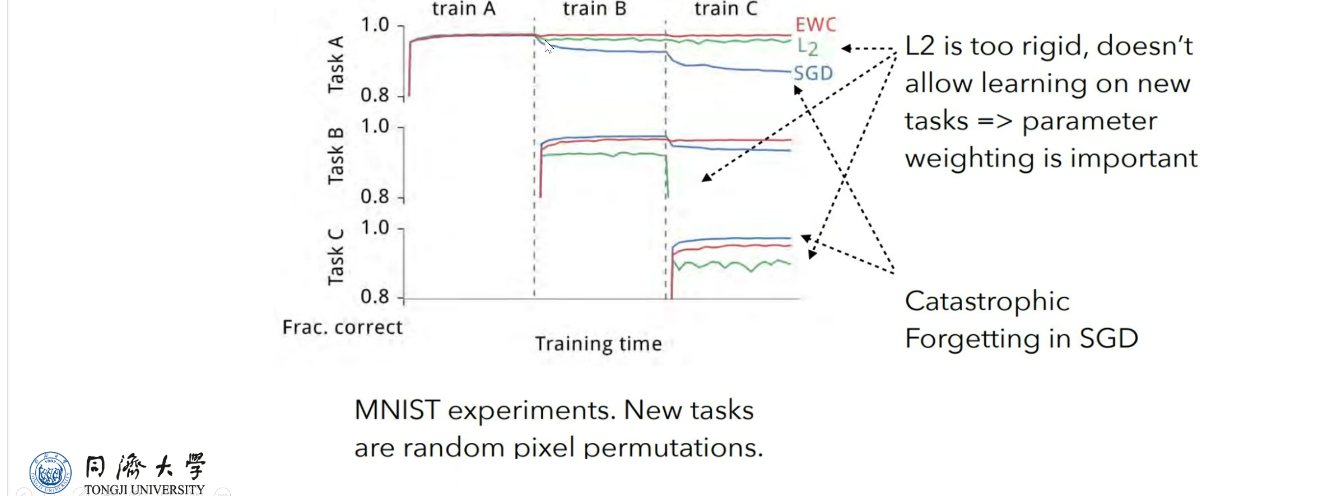 train A train B train C
Task A
1.0
0.8
EWC
L2
SGD
Task B
1.0
0.8
Task C
1.0
0.8
Frac. correct
Training time
L2 is too rigid, doesn't
allow learning on new
tasks => parameter
weighting is important
Catastrophic
Forgetting in SGD
MNIST experiments. New tasks
are random pixel permutations.
同濟大學
TONGJI UNIVERSITY